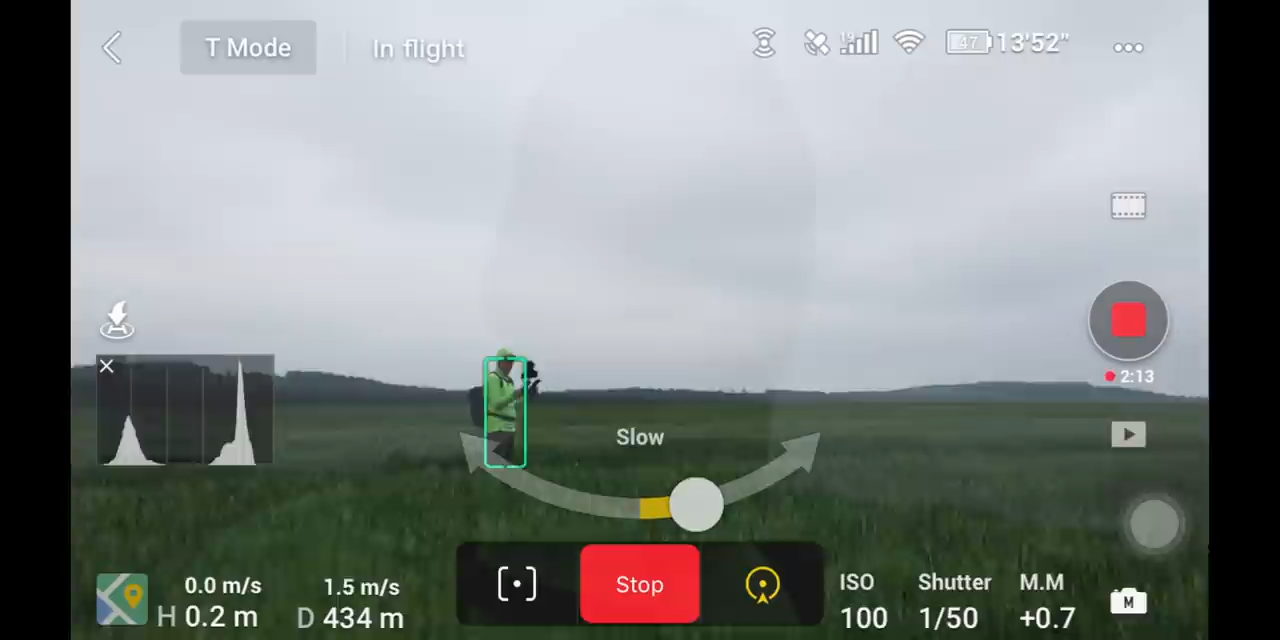 T Mode
In flight
19
47
13'52"
2:13
Slow
0.0 m/s
1.5 m/s
H 0.2 m
D 434 m
Stop
ISO
100
Shutter
1/50
M.M
+0.7
M